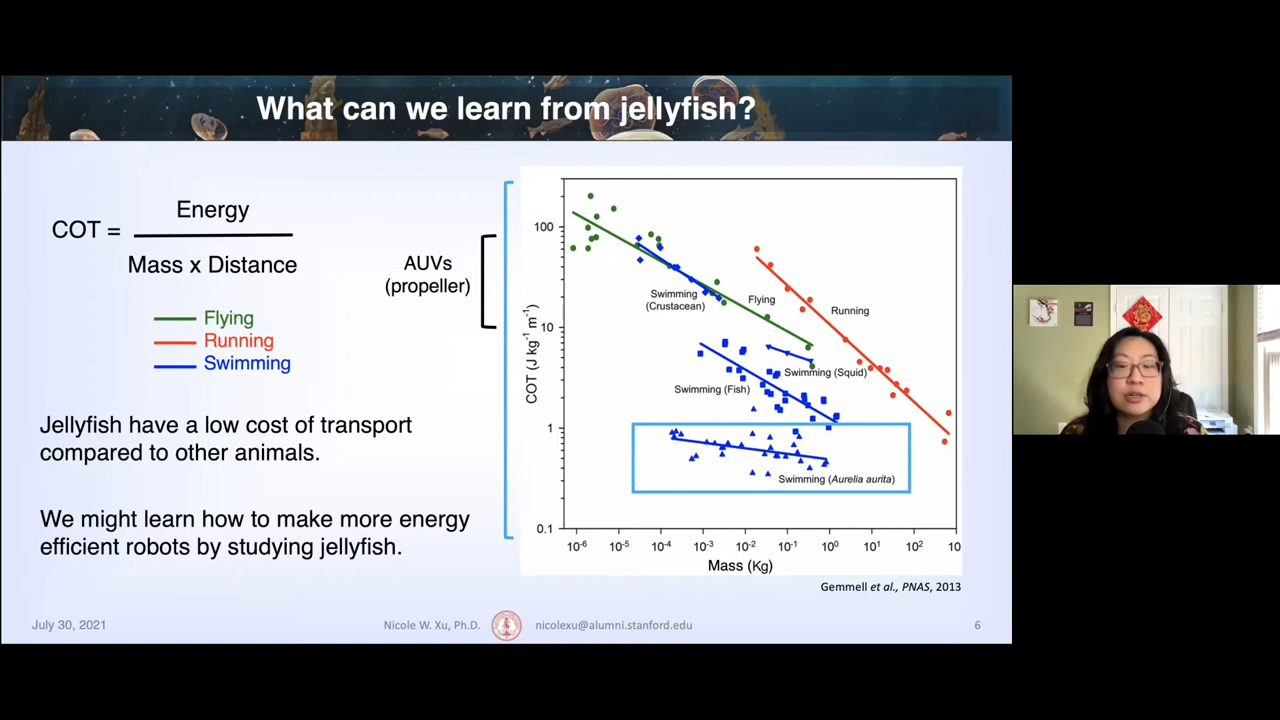 What can we learn from jellyfish?
COT = Energy
Mass x Distance
Flying
Running
Swimming
AUVs
(propeller)
Jellyfish have a low cost of transport
compared to other animals.
We might learn how to make more energy
efficient robots by studying jellyfish.
COT (J kg⁻¹ m⁻¹)
100
10
1
0.1
Swimming
(Crustacean)
Flying
Running
Swimming (Squid)
Swimming (Fish)
Swimming (Aurelia aurita)
10⁻⁶ 10⁻⁵ 10⁻⁴ 10⁻³ 10⁻² 10⁻¹ 10⁰ 10¹ 10² 10
Mass (Kg)
Gemmell et al., PNAS, 2013
July 30, 2021
Nicole W. Xu, Ph.D.
nicolexu@alumni.stanford.edu
6